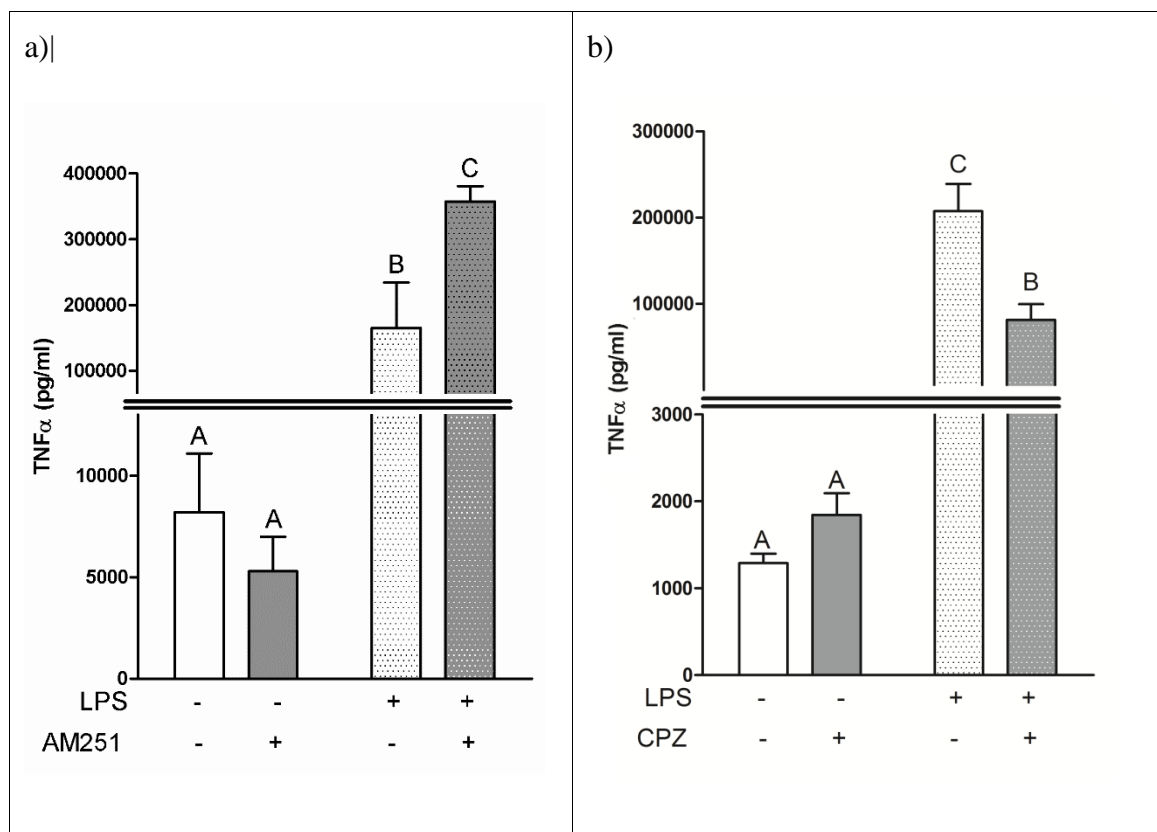 a)|
TNFα (pg/ml)
400000
300000
200000
100000
10000
5000
0
A
A
B
C
LPS - - + +
AM251 - + - +
b)
TNFα (pg/ml)
300000
200000
100000
3000
2000
1000
0
A
A
C
B
LPS - - + +
CPZ - + - +